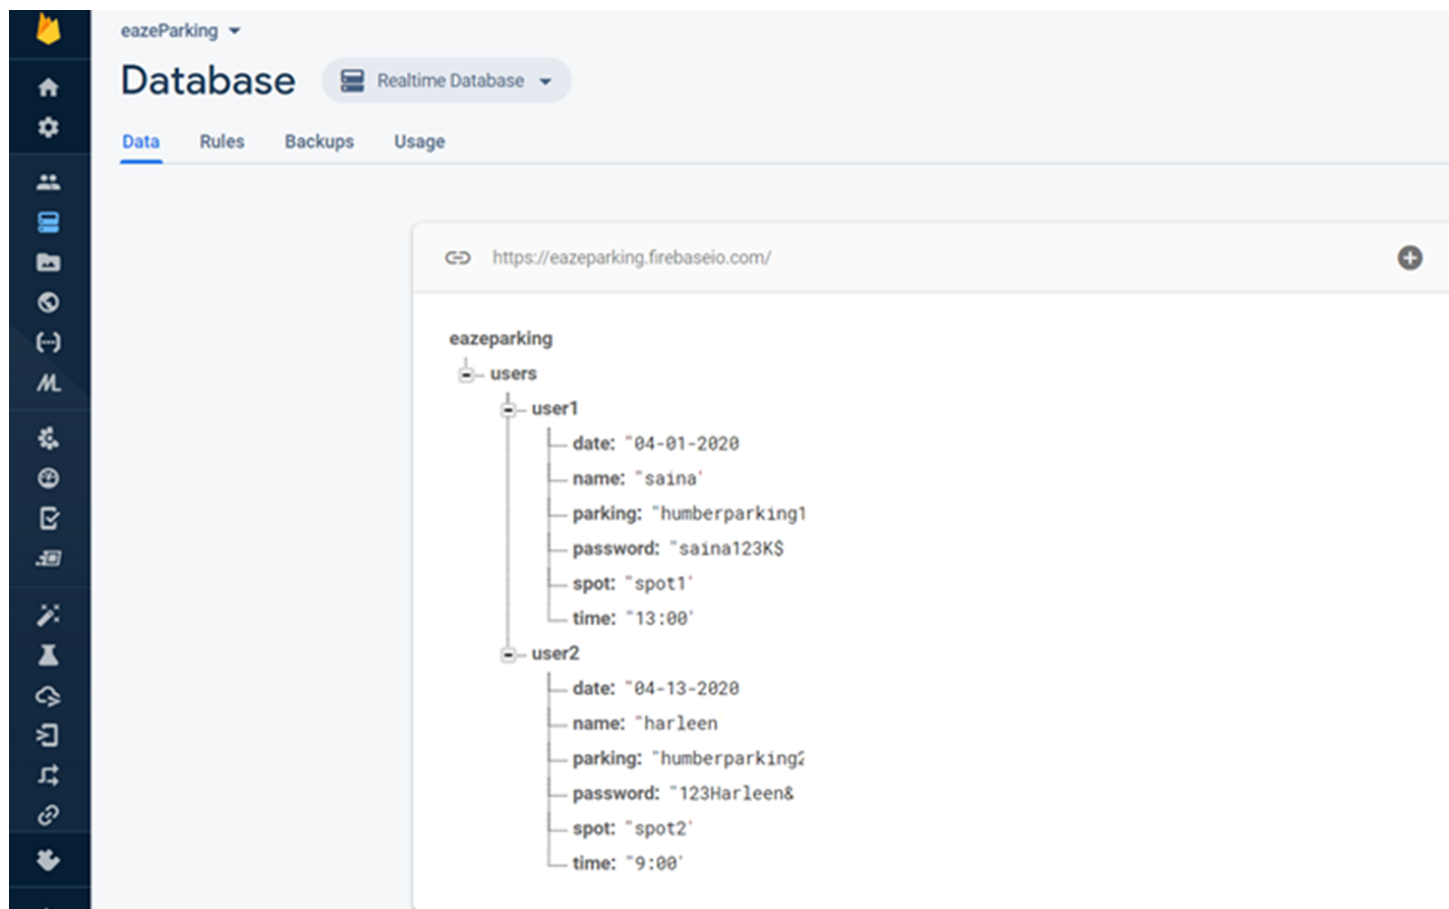 eazeParking
Database Realtime Database
Data Rules Backups Usage
https://eazeparking.firebaseio.com/
eazeparking
users
user1
date: "04-01-2020
name: "saina'
parking: "humberparking1
password: "saina123K$
spot: "spot1'
time: "13:00'
user2
date: "04-13-2020
name: "harleen
parking: "humberparking2
password: "123Harleen&
spot: "spot2'
time: "9:00'